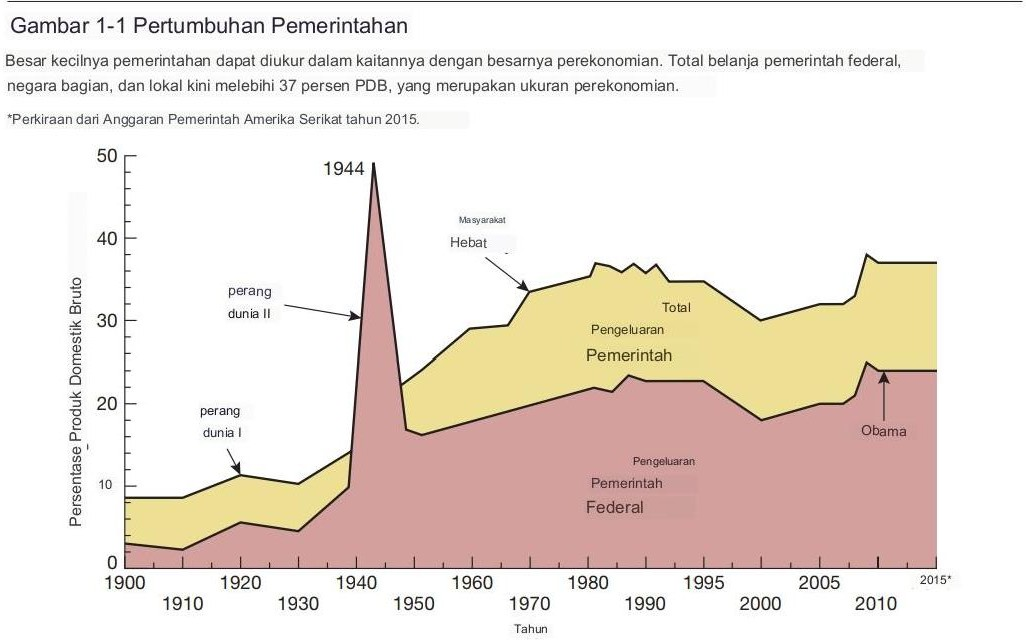 Gambar 1-1 Pertumbuhan Pemerintahan
Besar kecilnya pemerintahan dapat diukur dalam kaitannya dengan besarnya perekonomian. Total belanja pemerintah federal,
negara bagian, dan lokal kini melebihi 37 persen PDB, yang merupakan ukuran perekonomian.
*Perkiraan dari Anggaran Pemerintah Amerika Serikat tahun 2015.
Persentase Produk Domestik Bruto
50
40
30
20
10
0
1944
Masyarakat
Hebat
perang
dunia II
perang
dunia I
Total
Pengeluaran
Pemerintah
Obama
Pengeluaran
Pemerintah
Federal
1900
1910
1920
1930
1940
1950
1960
1970
1980
1990
1995
2000
2005
2010
2015*
Tahun